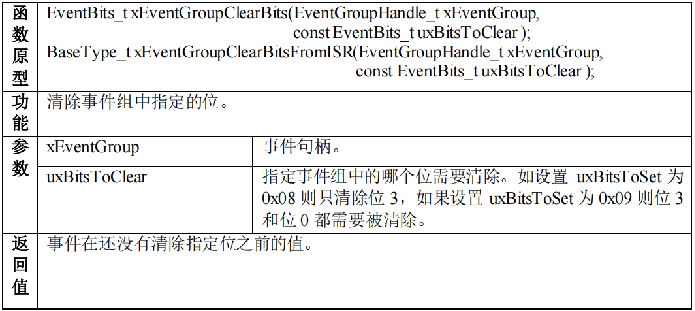 函数原型
EventBits_t xEventGroupClearBits(EventGroupHandle_t xEventGroup,
const EventBits_t uxBitsToClear );
BaseType_t xEventGroupClearBitsFromISR(EventGroupHandle_t xEventGroup,
const EventBits_t uxBitsToClear );
功能
清除事件组中指定的位。
参数
xEventGroup
事件句柄。
uxBitsToClear
指定事件组中的哪个位需要清除。如设置 uxBitsToSet 为
0x08 则只清除位 3，如果设置 uxBitsToSet 为 0x09 则位 3
和位 0 都需要被清除。
返回值
事件在还没有清除指定位之前的值。